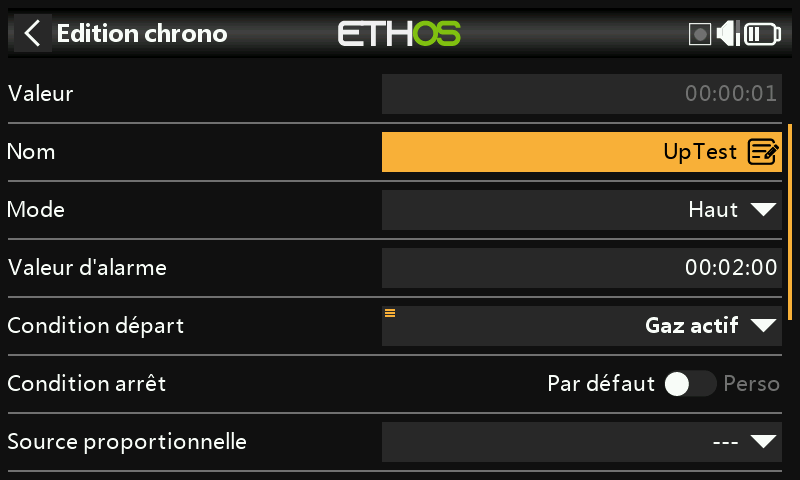 Edition chrono ETHOS
Valeur 00:00:01
Nom UpTest
Mode Haut
Valeur d'alarme 00:02:00
Condition départ Gaz actif
Condition arrêt Par défaut Perso
Source proportionnelle ---